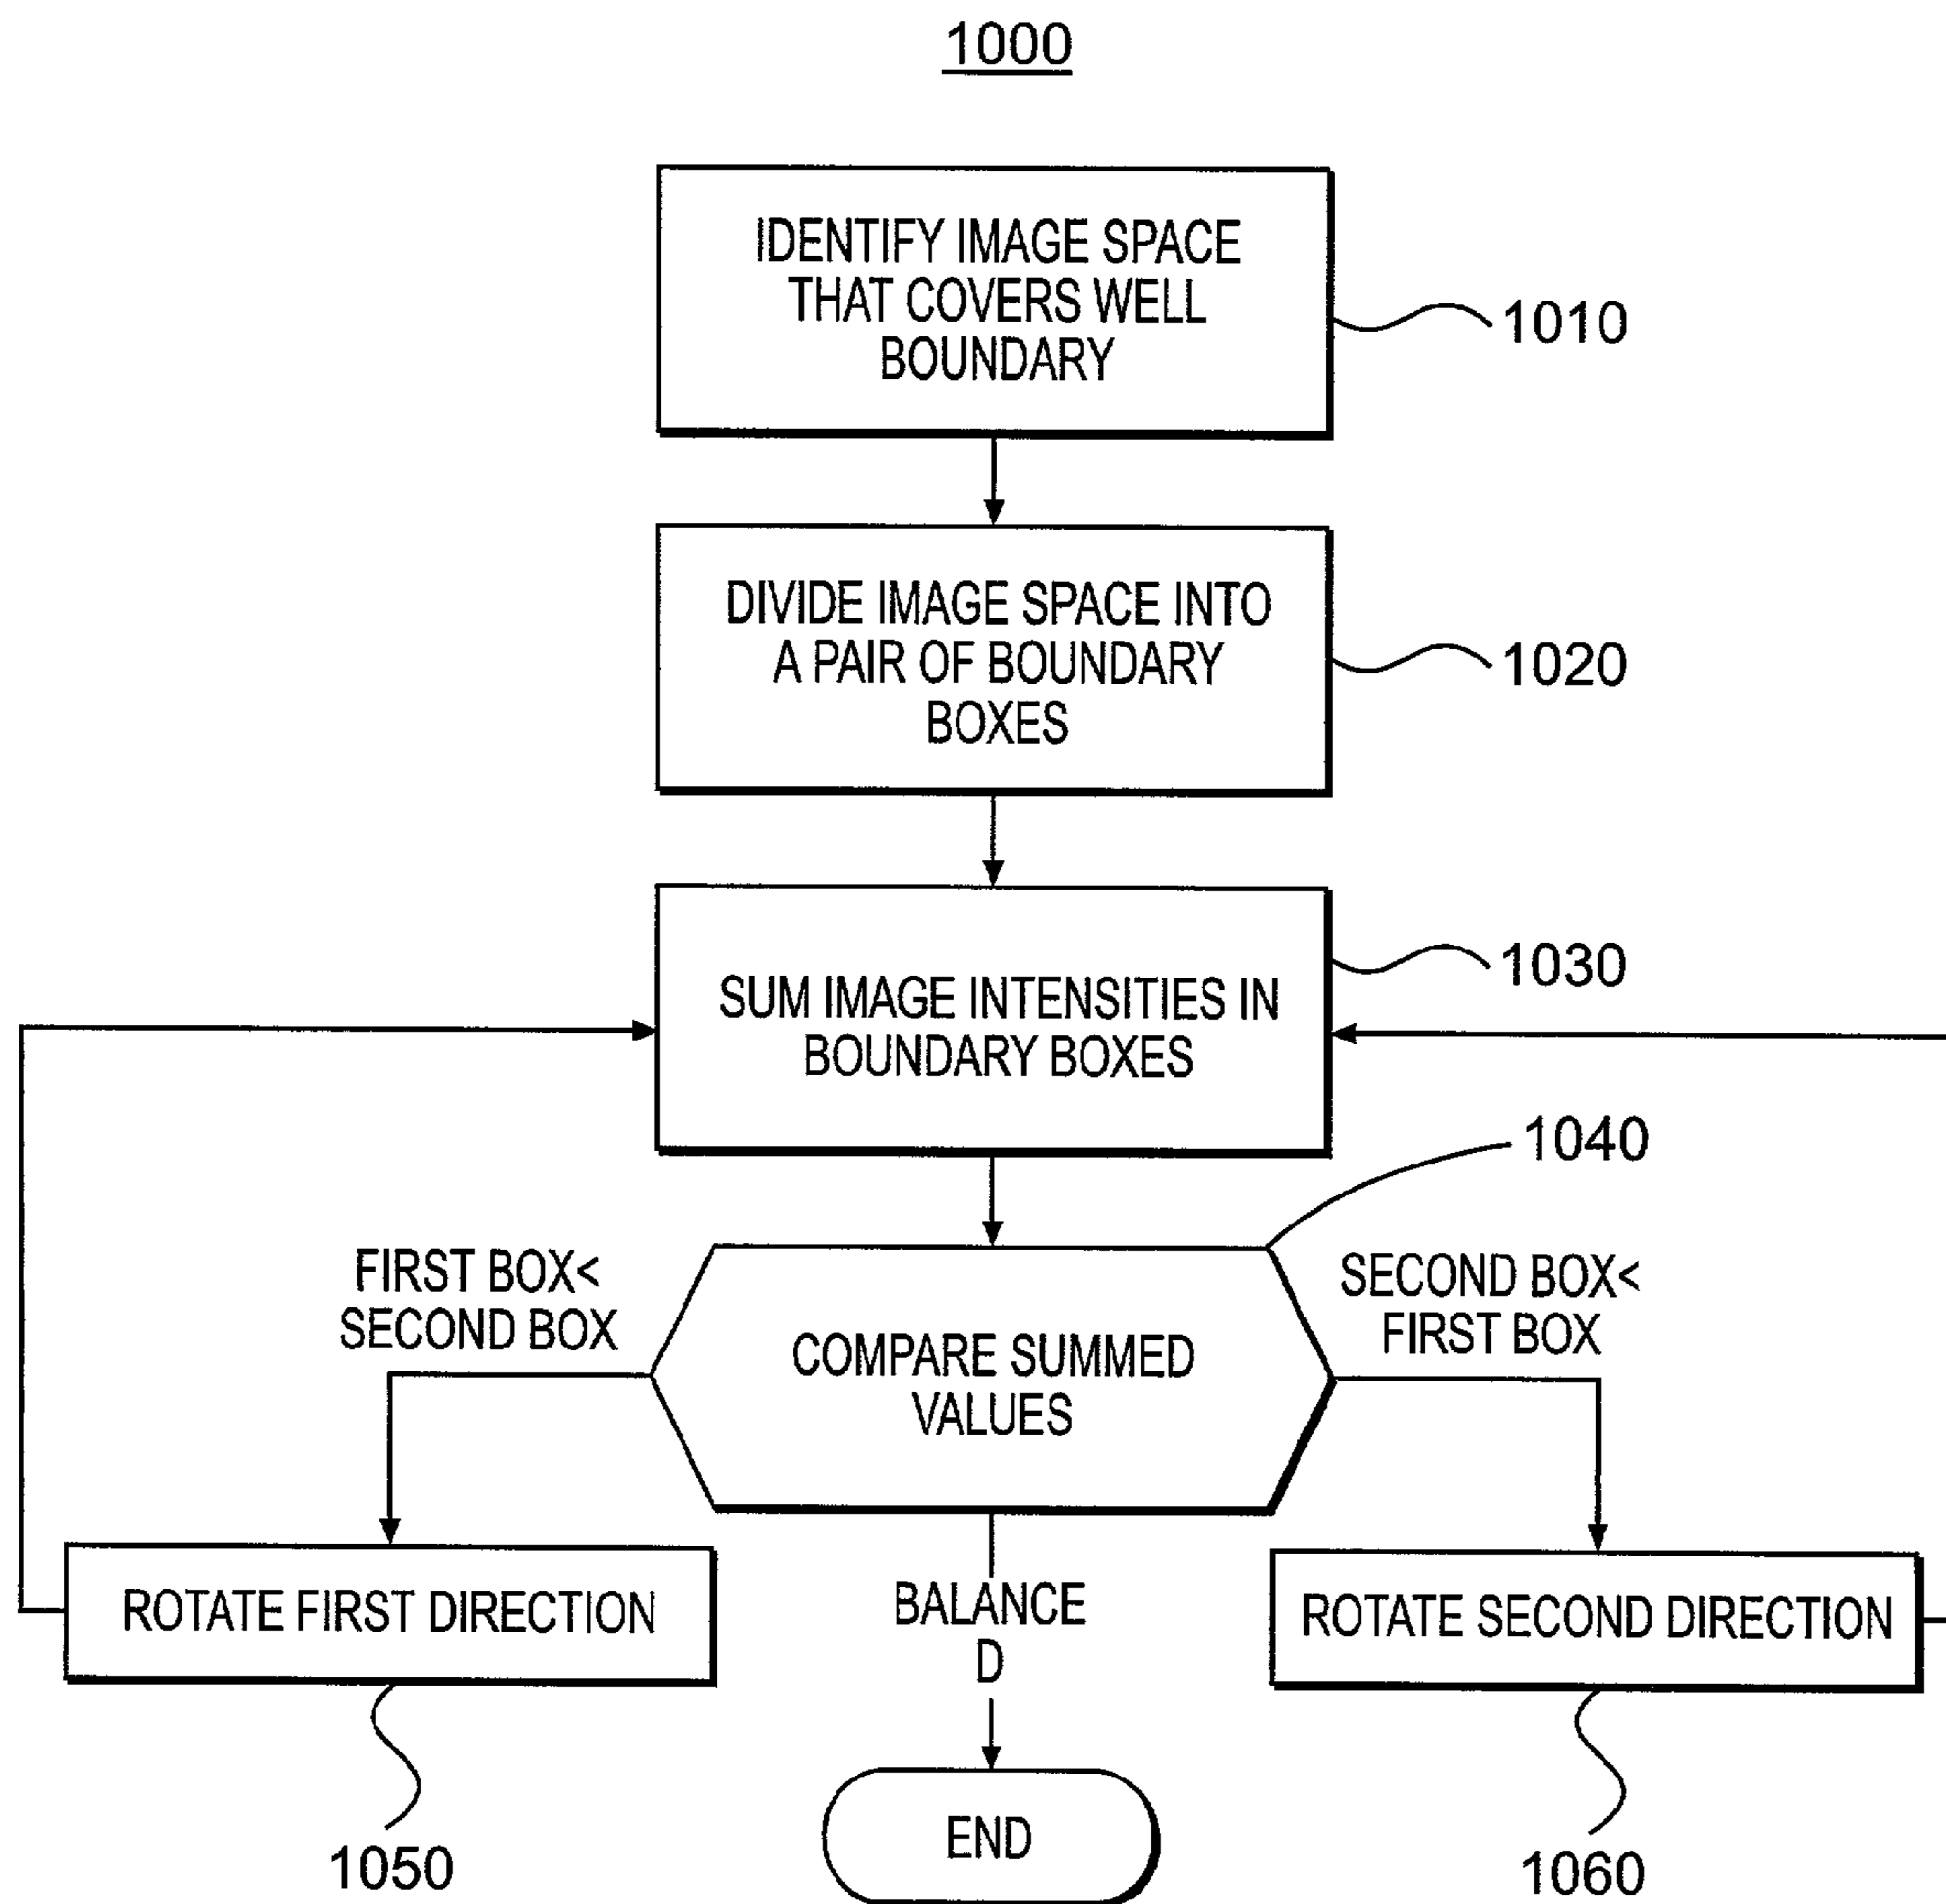 1000
IDENTIFY IMAGE SPACE
THAT COVERS WELL
BOUNDARY
1010
DIVIDE IMAGE SPACE INTO
A PAIR OF BOUNDARY
BOXES
1020
SUM IMAGE INTENSITIES IN
BOUNDARY BOXES
1030
1040
FIRST BOX<
SECOND BOX
COMPARE SUMMED
VALUES
SECOND BOX<
FIRST BOX
ROTATE FIRST DIRECTION
BALANCE
D
ROTATE SECOND DIRECTION
1050
END
1060